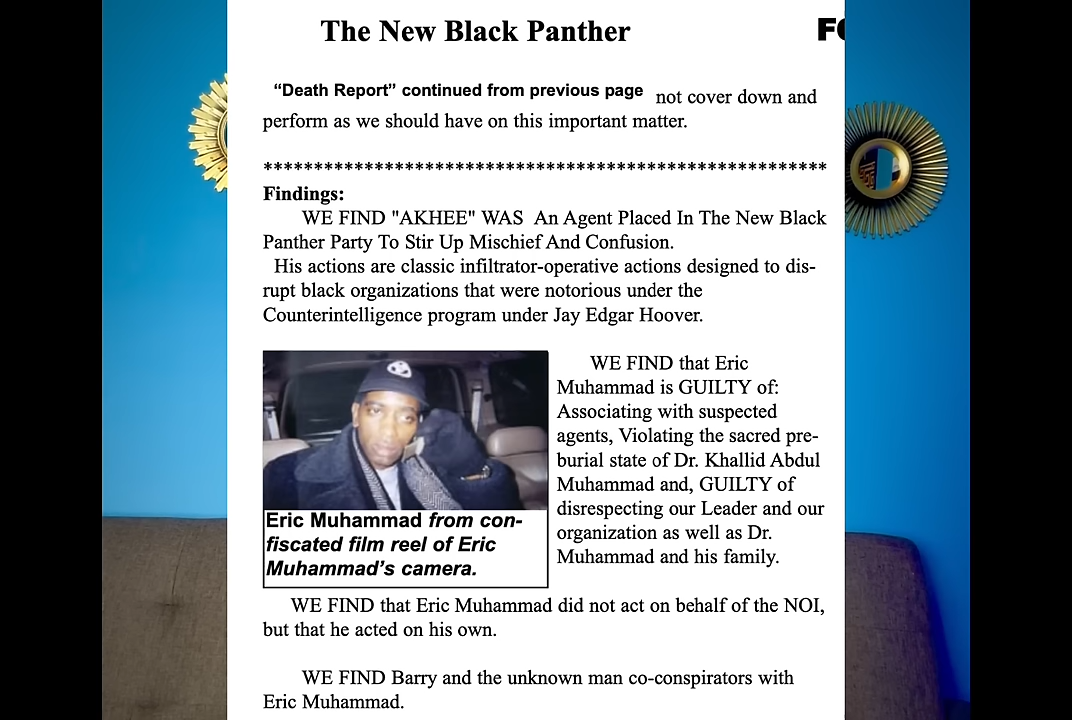 The New Black Panther
FO
“Death Report” continued from previous page not cover down and
perform as we should have on this important matter.
************************************************************
Findings:
WE FIND "AKHEE" WAS An Agent Placed In The New Black
Panther Party To Stir Up Mischief And Confusion.
His actions are classic infiltrator-operative actions designed to dis-
rupt black organizations that were notorious under the
Counterintelligence program under Jay Edgar Hoover.
WE FIND that Eric
Muhammad is GUILTY of:
Associating with suspected
agents, Violating the sacred pre-
burial state of Dr. Khallid Abdul
Muhammad and, GUILTY of
disrespecting our Leader and our
organization as well as Dr.
Muhammad and his family.
Eric Muhammad from con-
fiscated film reel of Eric
Muhammad’s camera.
WE FIND that Eric Muhammad did not act on behalf of the NOI,
but that he acted on his own.
WE FIND Barry and the unknown man co-conspirators with
Eric Muhammad.